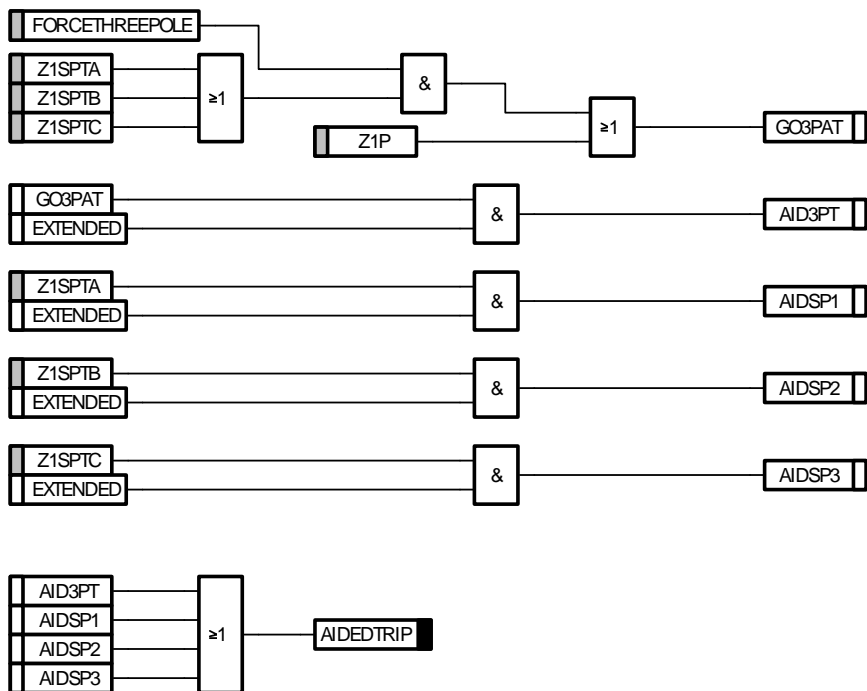 FORCETHREEPOLE
Z1SPTA
Z1SPTB
Z1SPTC
≥1
&
Z1P
≥1
GO3PAT
GO3PAT
EXTENDED
&
AID3PT
Z1SPTA
EXTENDED
&
AIDSP1
Z1SPTB
EXTENDED
&
AIDSP2
Z1SPTC
EXTENDED
&
AIDSP3
AID3PT
AIDSP1
AIDSP2
AIDSP3
≥1
AIDEDTRIP